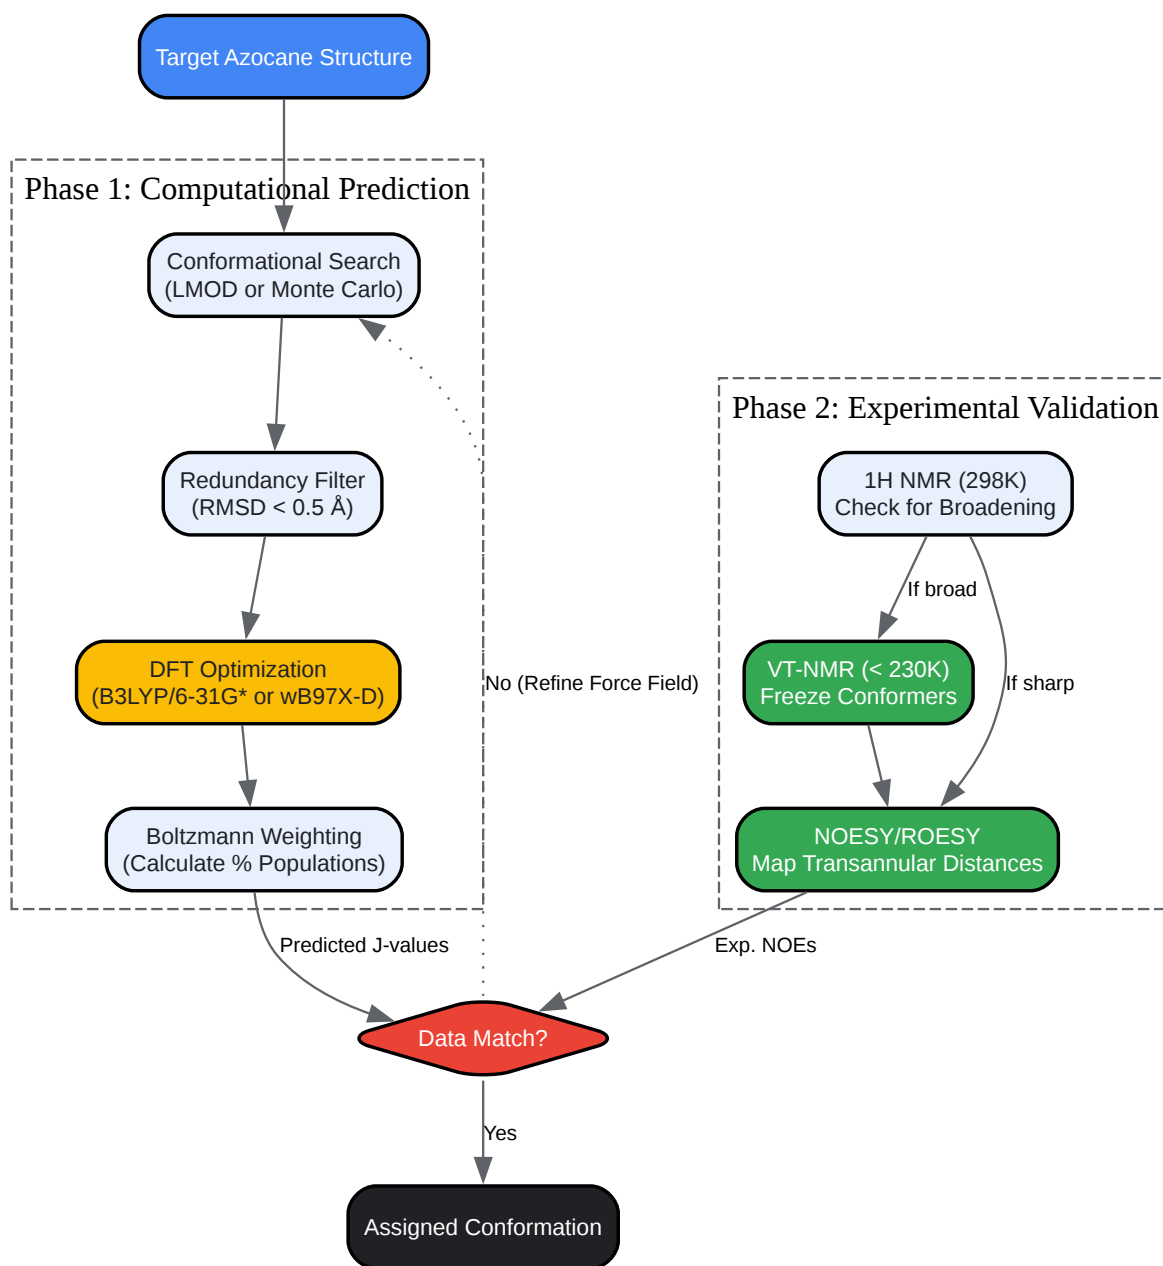 Target Azocane Structure
Phase 1: Computational Prediction
Conformational Search
(LMOD or Monte Carlo)
Redundancy Filter
(RMSD < 0.5 Å)
DFT Optimization
(B3LYP/6-31G* or wB97X-D)
Boltzmann Weighting
(Calculate % Populations)
Predicted J-values
No (Refine Force Field)
Phase 2: Experimental Validation
1H NMR (298K)
Check for Broadening
If broad
If sharp
VT-NMR (< 230K)
Freeze Conformers
NOESY/ROESY
Map Transannular Distances
Exp. NOEs
Data Match?
Yes
Assigned Conformation